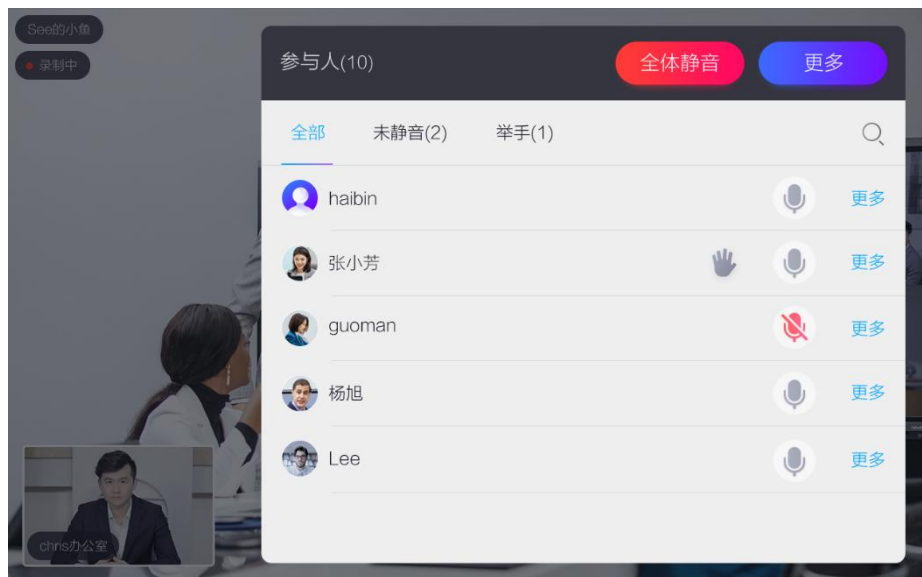 See的小鱼
录制中
参与人(10)
全体静音
更多
全部
未静音(2)
举手(1)
haibin
更多
张小芳
更多
guoman
更多
杨旭
更多
Lee
更多
chris办公室